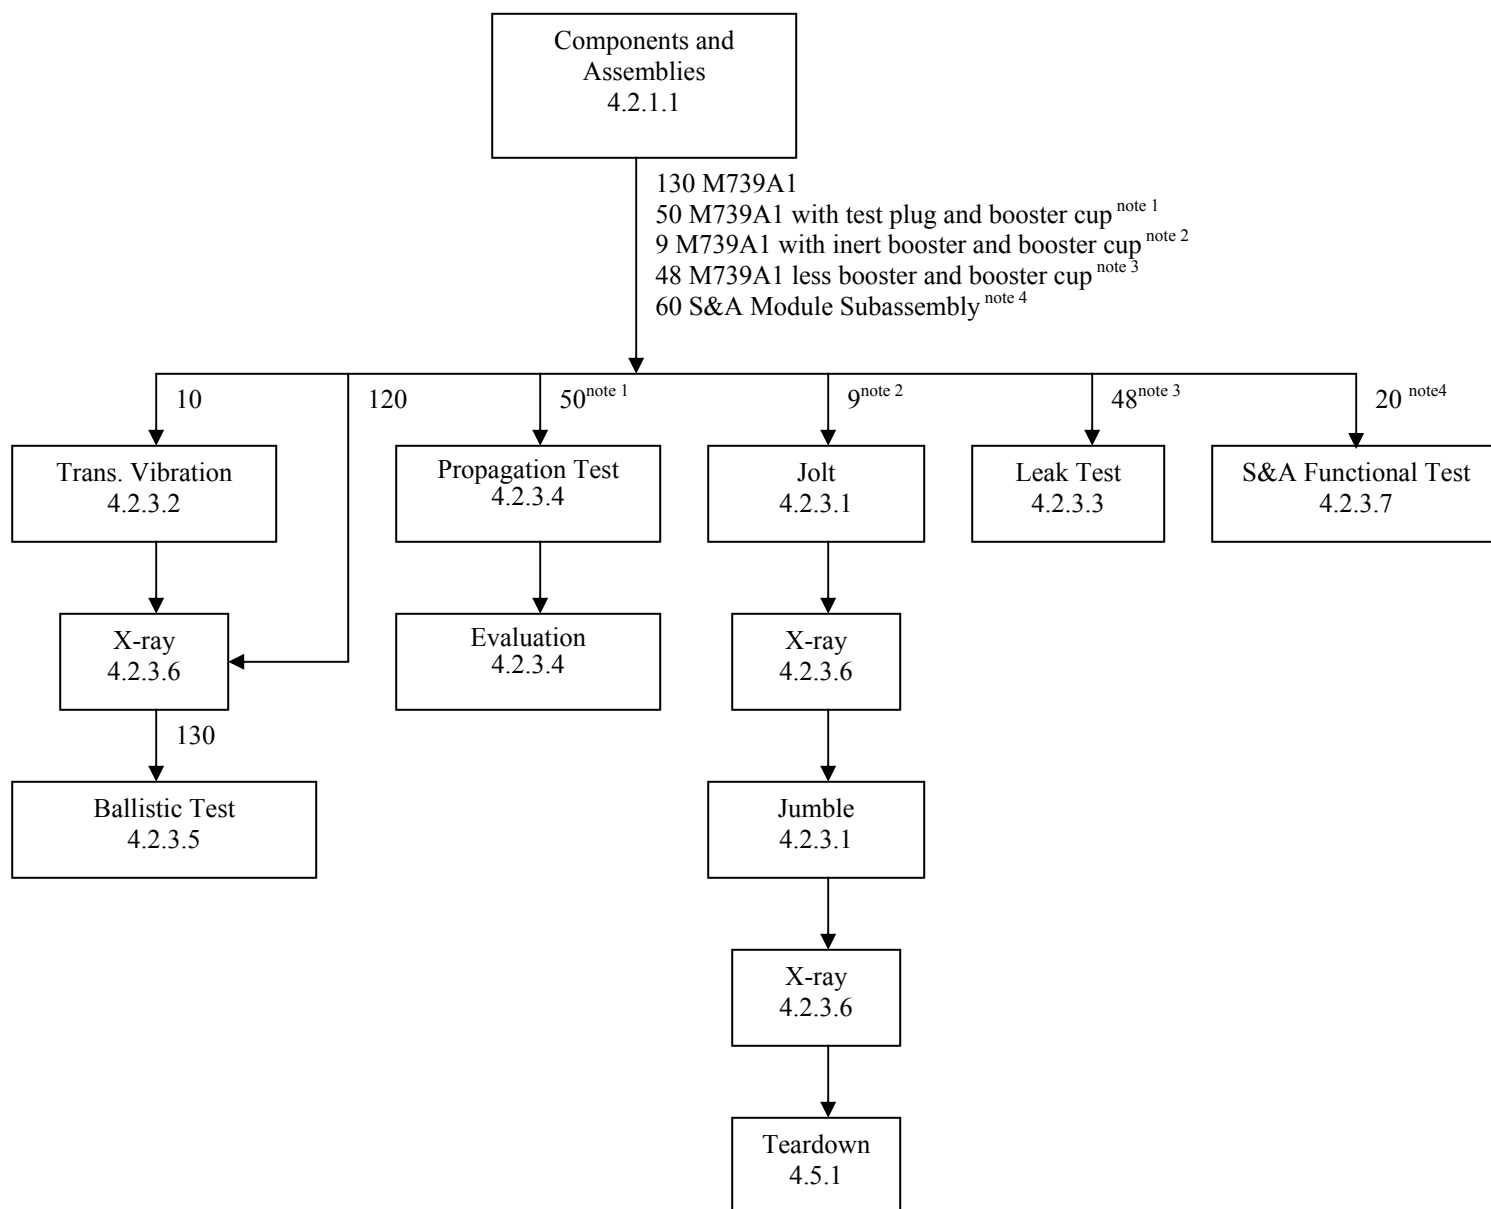 Components and
Assemblies
4.2.1.1
130 M739A1
50 M739A1 with test plug and booster cup note 1
9 M739A1 with inert booster and booster cup note 2
48 M739A1 less booster and booster cup note 3
60 S&A Module Subassembly note 4
10
120
50 note 1
9 note 2
48 note 3
20 note4
Trans. Vibration
4.2.3.2
Propagation Test
4.2.3.4
Jolt
4.2.3.1
Leak Test
4.2.3.3
S&A Functional Test
4.2.3.7
X-ray
4.2.3.6
Evaluation
4.2.3.4
X-ray
4.2.3.6
130
Ballistic Test
4.2.3.5
Jumble
4.2.3.1
X-ray
4.2.3.6
Teardown
4.5.1